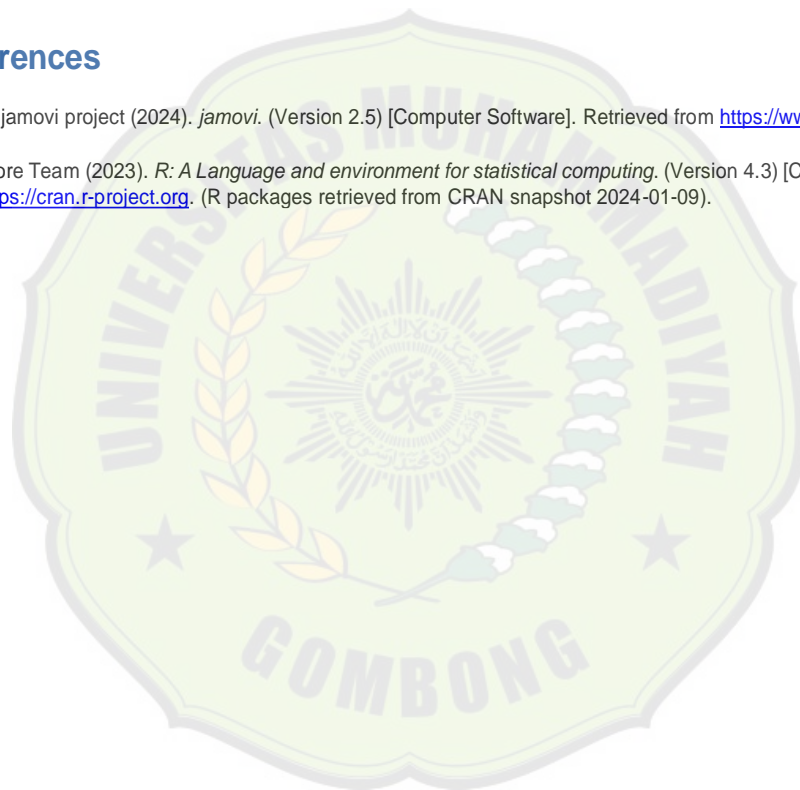 rences
jamovi project (2024). jamovi. (Version 2.5) [Computer Software]. Retrieved from https://ww
ore Team (2023). R: A Language and environment for statistical computing. (Version 4.3) [C
ps://cran.r-project.org. (R packages retrieved from CRAN snapshot 2024-01-09).
UNIVERSITAS MUHAMMADIYAH
GOMBONG